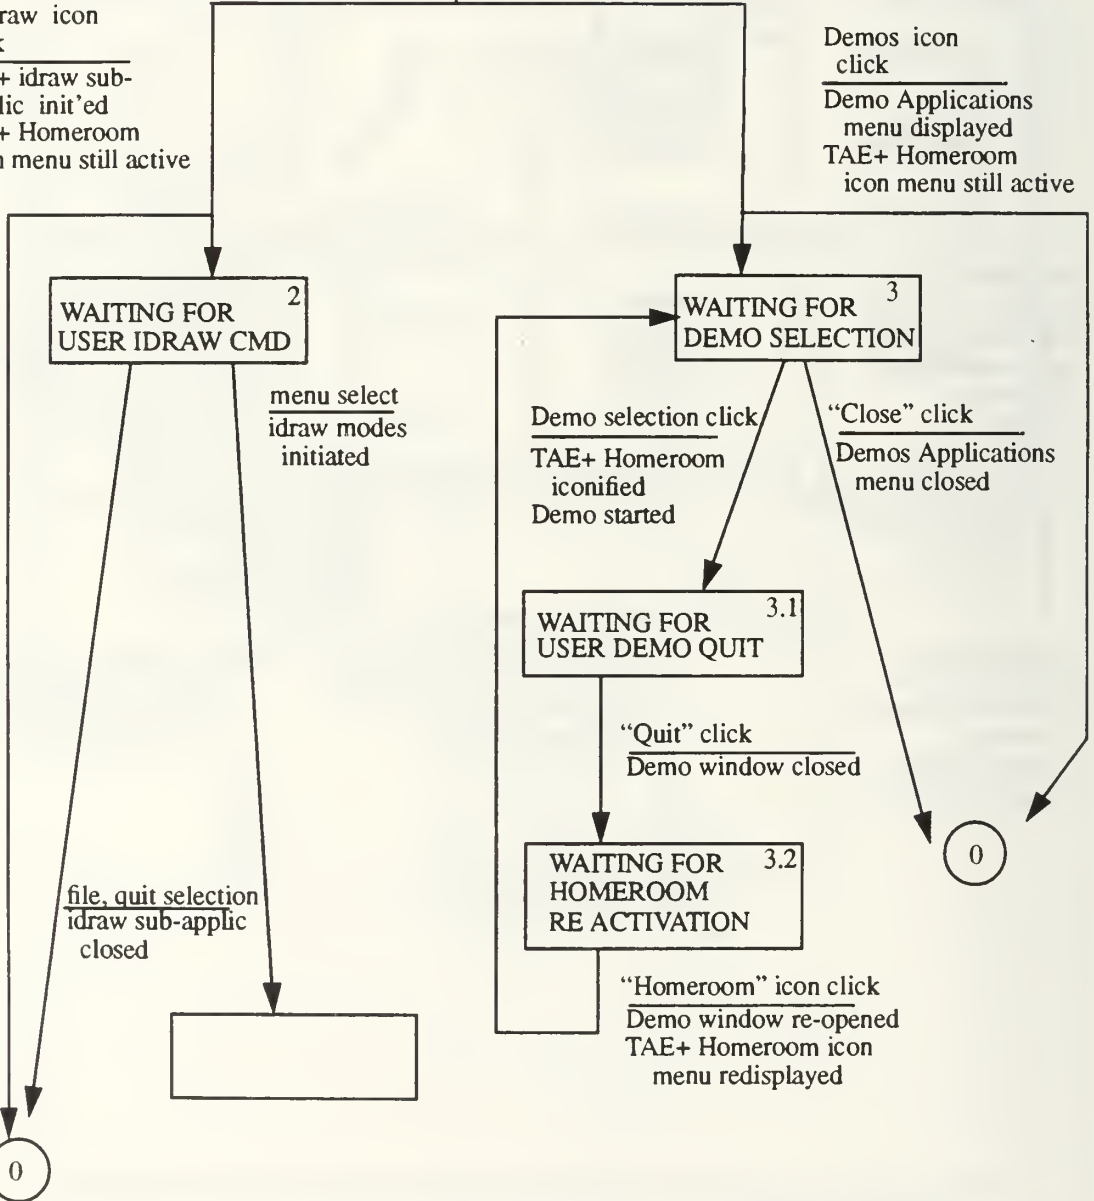 raw icon
+ idraw sub-
lic init'ed
+ Homeroom
menu still active
Demos icon
click
Demo Applications
menu displayed
TAE+ Homeroom
icon menu still active
2
WAITING FOR
USER IDRAW CMD
menu select
idraw modes
initiated
file, quit selection
idraw sub-applic
closed
0
3
WAITING FOR
DEMO SELECTION
Demo selection click
TAE+ Homeroom
iconified
Demo started
"Close" click
Demos Applications
menu closed
3.1
WAITING FOR
USER DEMO QUIT
"Quit" click
Demo window closed
0
3.2
WAITING FOR
HOMEROOM
RE ACTIVATION
"Homeroom" icon click
Demo window re-opened
TAE+ Homeroom icon
menu redisplayed